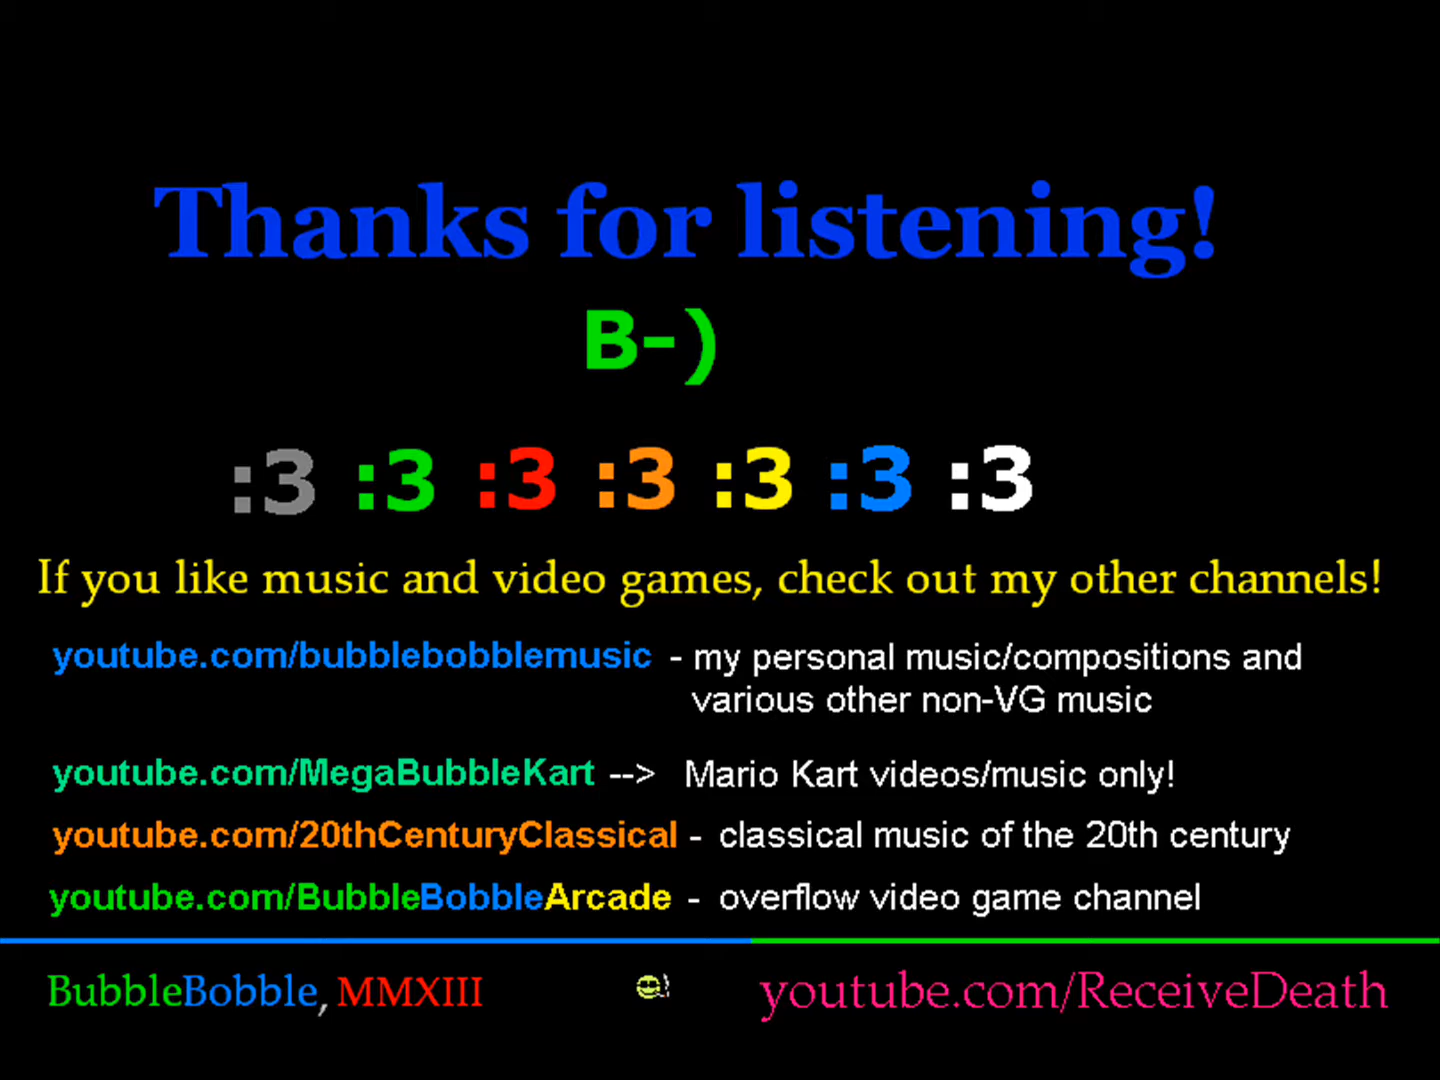 Thanks for listening!
B-)
:3 :3 :3 :3 :3 :3 :3
If you like music and video games, check out my other channels!
youtube.com/bubblebobblemusic - my personal music/compositions and
various other non-VG music
youtube.com/MegaBubbleKart --> Mario Kart videos/music only!
youtube.com/20thCenturyClassical - classical music of the 20th century
youtube.com/BubbleBobbleArcade - overflow video game channel
BubbleBobble, MMXIII youtube.com/ReceiveDeath